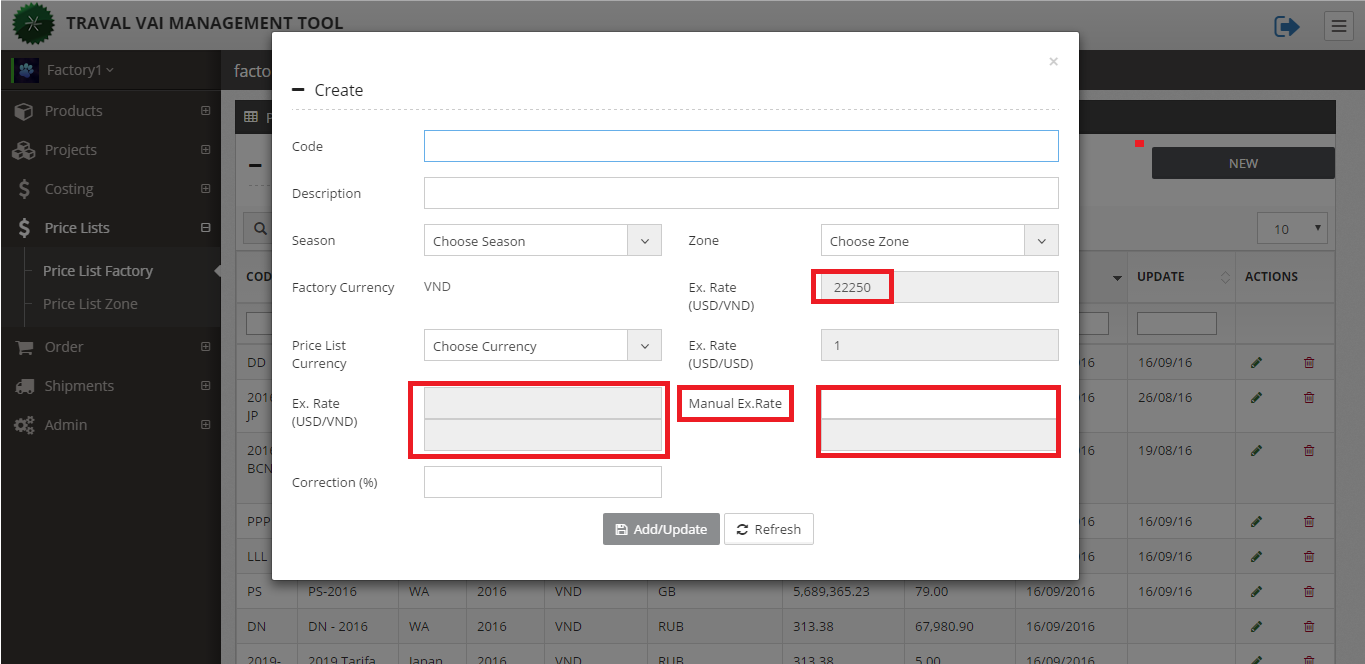 TRAVAL VAI MANAGEMENT TOOL
Factory1
Products
Projects
Costing
Price Lists
Price List Factory
Price List Zone
Order
Shipments
Admin
facto
NEW
10
COD
UPDATE
ACTIONS
×
Create
Code
Description
Season
Choose Season
Zone
Choose Zone
Factory Currency
VND
Ex. Rate
(USD/VND)
22250
Price List
Currency
Choose Currency
Ex. Rate
(USD/USD)
1
Ex. Rate
(USD/VND)
Manual Ex.Rate
Correction (%)
Add/Update
Refresh
DD
16
16/09/16
2016
JP
16
26/08/16
2016
BCN
16
19/08/16
PPP
16
16/09/16
LLL
16
16/09/16
PS PS-2016 WA 2016 VND GB 5,689,365.23 79.00 16/09/2016 16/09/16
DN DN - 2016 WA 2016 VND RUB 313.38 67,980.90 16/09/2016
2019- 2019 Tarifa Japan 2016 VND RUB 313.38 5.00 16/09/2016